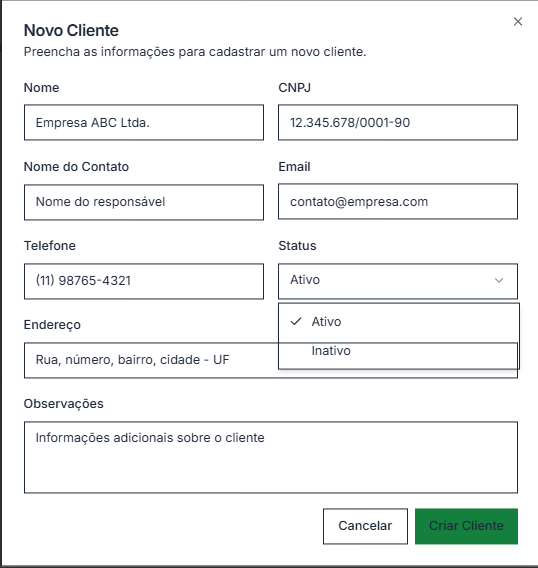 Novo Cliente
Preencha as informações para cadastrar um novo cliente.
Nome
CNPJ
Empresa ABC Ltda.
12.345.678/0001-90
Nome do Contato
Email
Nome do responsável
contato@empresa.com
Telefone
Status
(11) 98765-4321
Ativo
Ativo
Inativo
Endereço
Rua, número, bairro, cidade - UF
Observações
Informações adicionais sobre o cliente
Cancelar
Criar Cliente